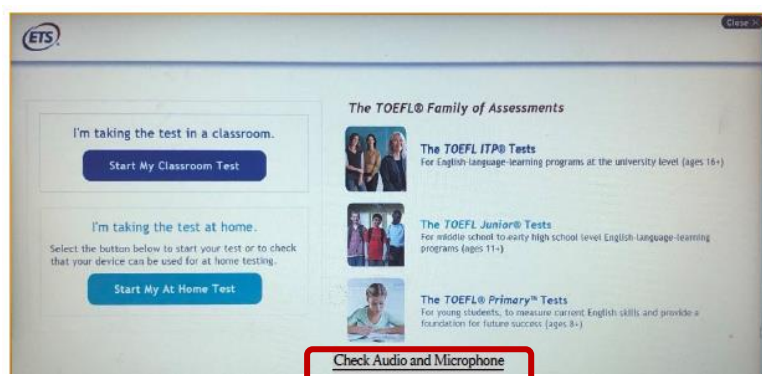 ETS
Close
I'm taking the test in a classroom.
Start My Classroom Test
I'm taking the test at home.
Select the button below to start your test or to check
that your device can be used for at home testing.
Start My At Home Test
The TOEFL® Family of Assessments
The TOEFL ITP® Tests
For English-language-learning programs at the university level (ages 16+)
The TOEFL Junior® Tests
For middle school to early high school level English-language-learning
programs (ages 11+)
The TOEFL® Primary™ Tests
For young students, to measure current English skills and provide a
foundation for future success (ages 8+)
Check Audio and Microphone